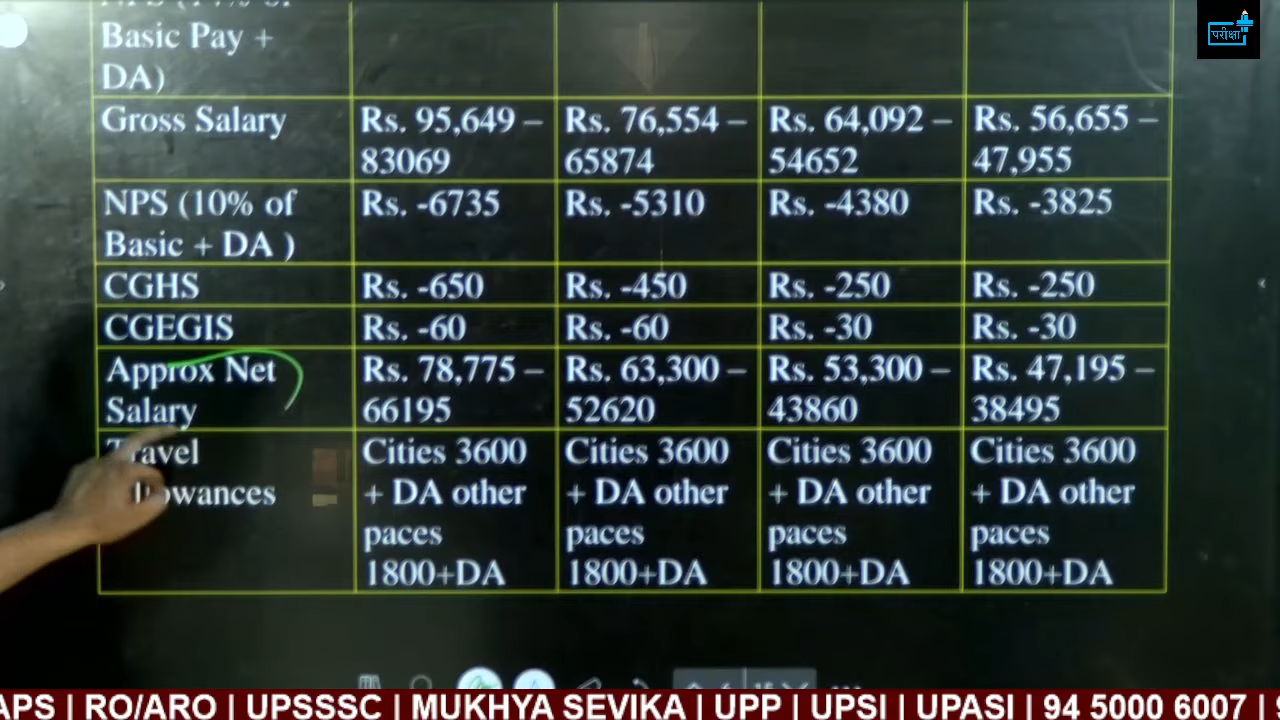 परीक्षा
Basic Pay +
DA)
Gross Salary
Rs. 95,649 –
83069
Rs. 76,554 –
65874
Rs. 64,092 –
54652
Rs. 56,655 –
47,955
NPS (10% of
Basic + DA )
Rs. -6735
Rs. -5310
Rs. -4380
Rs. -3825
CGHS
Rs. -650
Rs. -450
Rs. -250
Rs. -250
CGEGIS
Rs. -60
Rs. -60
Rs. -30
Rs. -30
Approx Net
Salary
Rs. 78,775 –
66195
Rs. 63,300 –
52620
Rs. 53,300 –
43860
Rs. 47,195 –
38495
Travel
Cities 3600
+ DA other
paces
1800+DA
Cities 3600
+ DA other
paces
1800+DA
Cities 3600
+ DA other
paces
1800+DA
Cities 3600
+ DA other
paces
1800+DA
APS | RO/ARO | UPSSSC | MUKHYA SEVIKA | UPP | UPSI | UPASI | 94 5000 6007 |